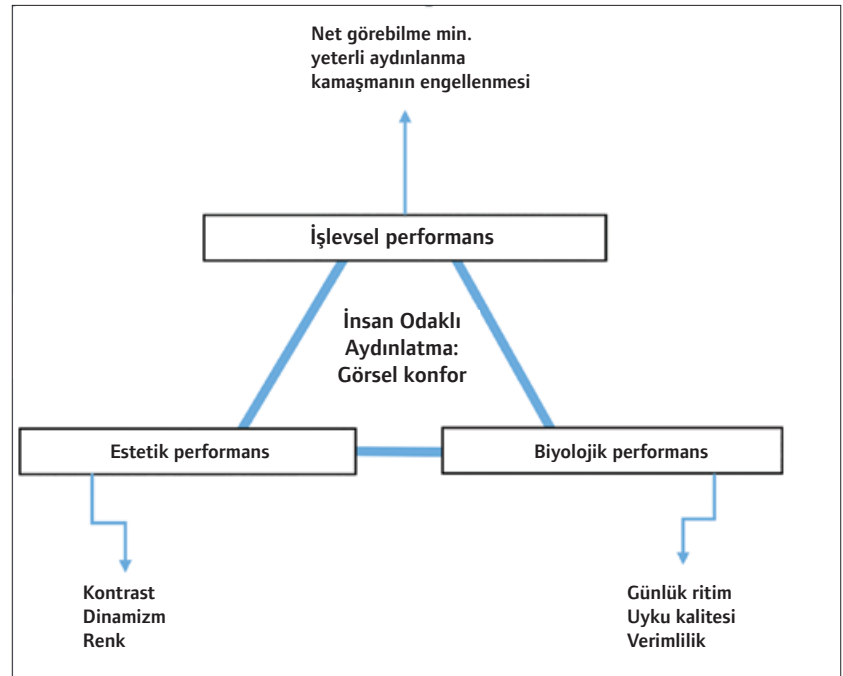 Net görebilme min.
yeterli aydınlanma
kamaşmanın engellenmesi
İşlevsel performans
İnsan Odaklı
Aydınlatma:
Görsel konfor
Estetik performans
Biyolojik performans
Kontrast
Dinamizm
Renk
Günlük ritim
Uyku kalitesi
Verimlilik